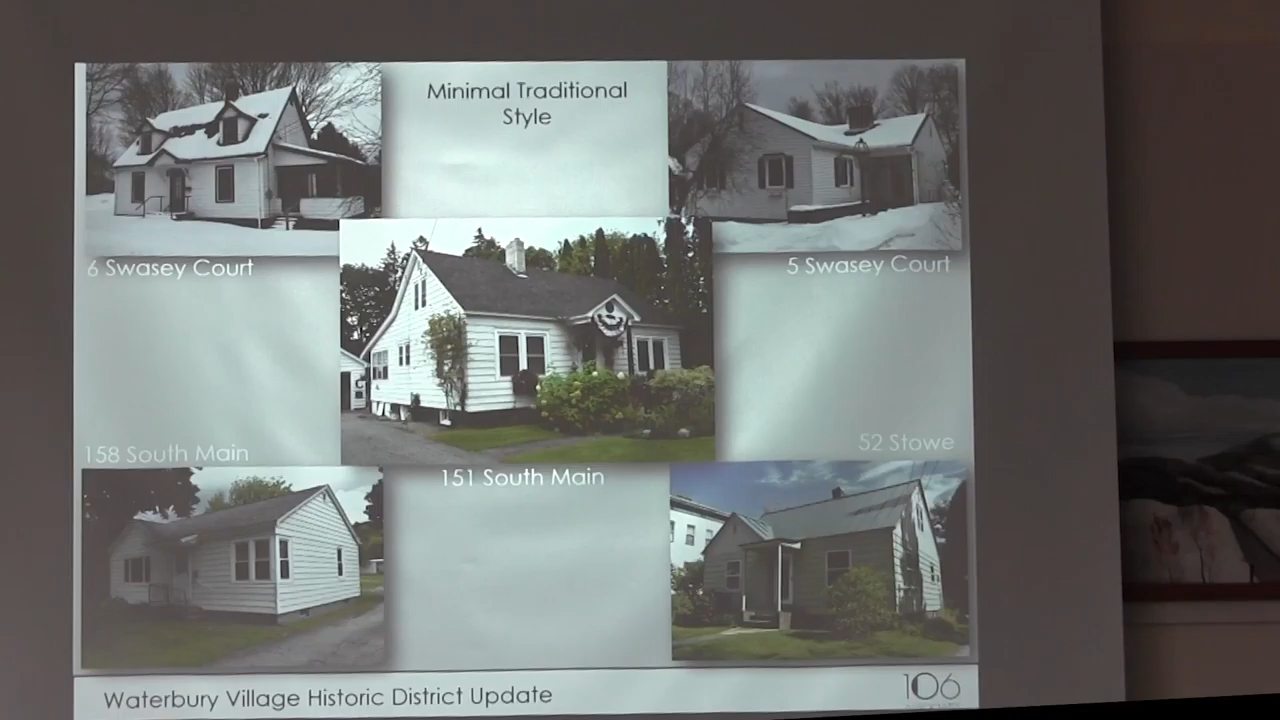 Minimal Traditional
Style
6 Swasey Court
5 Swasey Court
158 South Main
52 Stowe
151 South Main
Waterbury Village Historic District Update
106